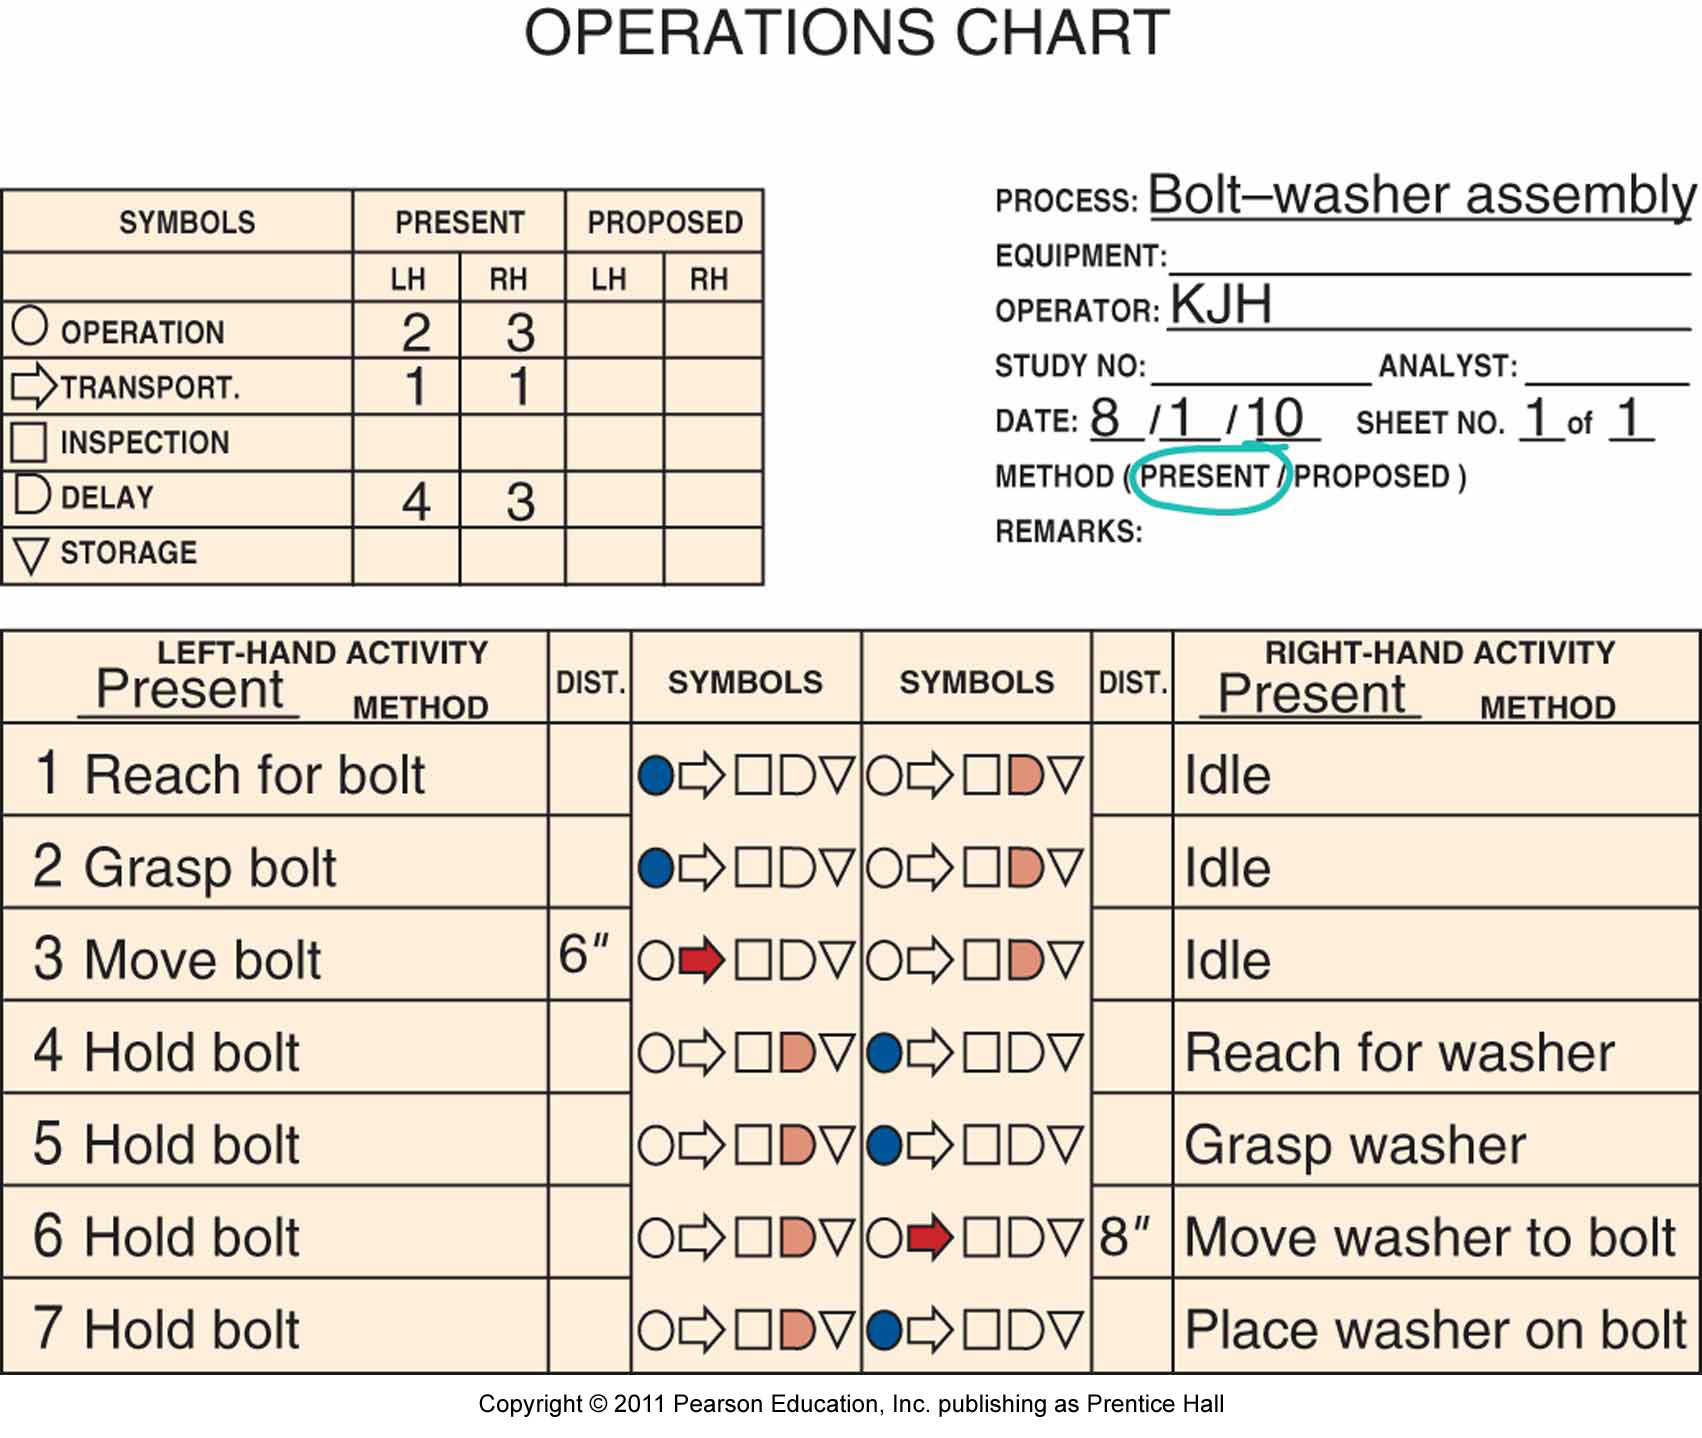 OPERATIONS CHART
SYMBOLS PRESENT PROPOSED
LH RH LH RH
OPERATION 2 3
TRANSPORT. 1 1
INSPECTION
DELAY 4 3
STORAGE
PROCESS: Bolt–washer assembly
EQUIPMENT:
OPERATOR: KJH
STUDY NO: ANALYST:
DATE: 8 / 1 / 10 SHEET NO. 1 of 1
METHOD ( PRESENT / PROPOSED )
REMARKS:
LEFT-HAND ACTIVITY
Present METHOD
DIST.
SYMBOLS
SYMBOLS
DIST.
RIGHT-HAND ACTIVITY
Present METHOD
1 Reach for bolt Idle
2 Grasp bolt Idle
3 Move bolt 6″ Idle
4 Hold bolt Reach for washer
5 Hold bolt Grasp washer
6 Hold bolt 8″ Move washer to bolt
7 Hold bolt Place washer on bolt
Copyright © 2011 Pearson Education, Inc. publishing as Prentice Hall